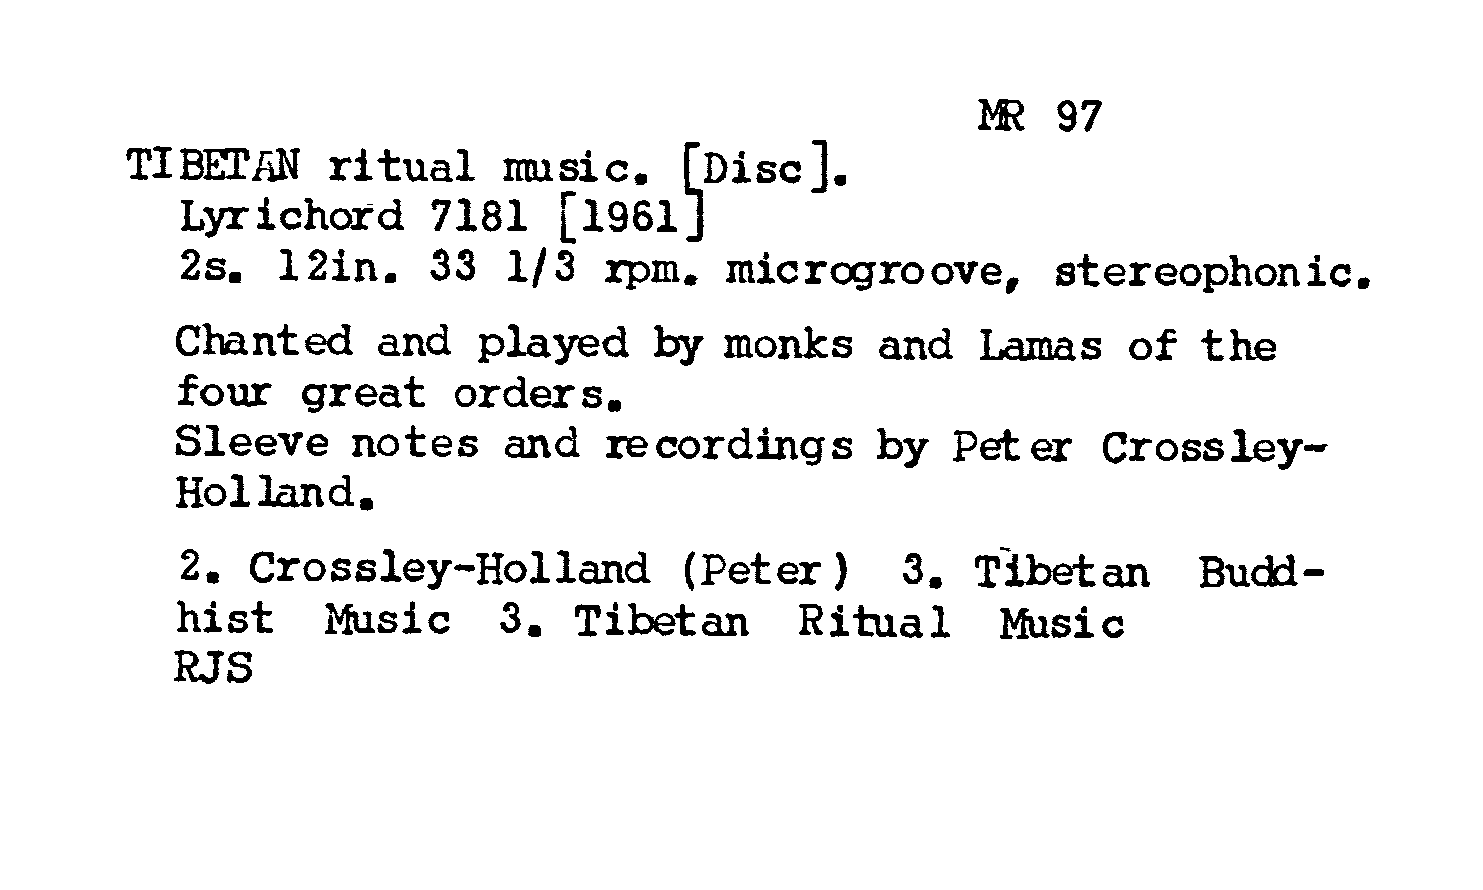 MR 97
TIBETAN ritual music. [Disc].
Lyrichord 7181 [1961]
2s. 12in. 33 1/3 rpm. microgroove, stereophonic.
Chanted and played by monks and Lamas of the
four great orders.
Sleeve notes and recordings by Peter Crossley-
Holland.
2. Crossley-Holland (Peter) 3. Tibetan Budd-
hist Music 3. Tibetan Ritual Music
RJS